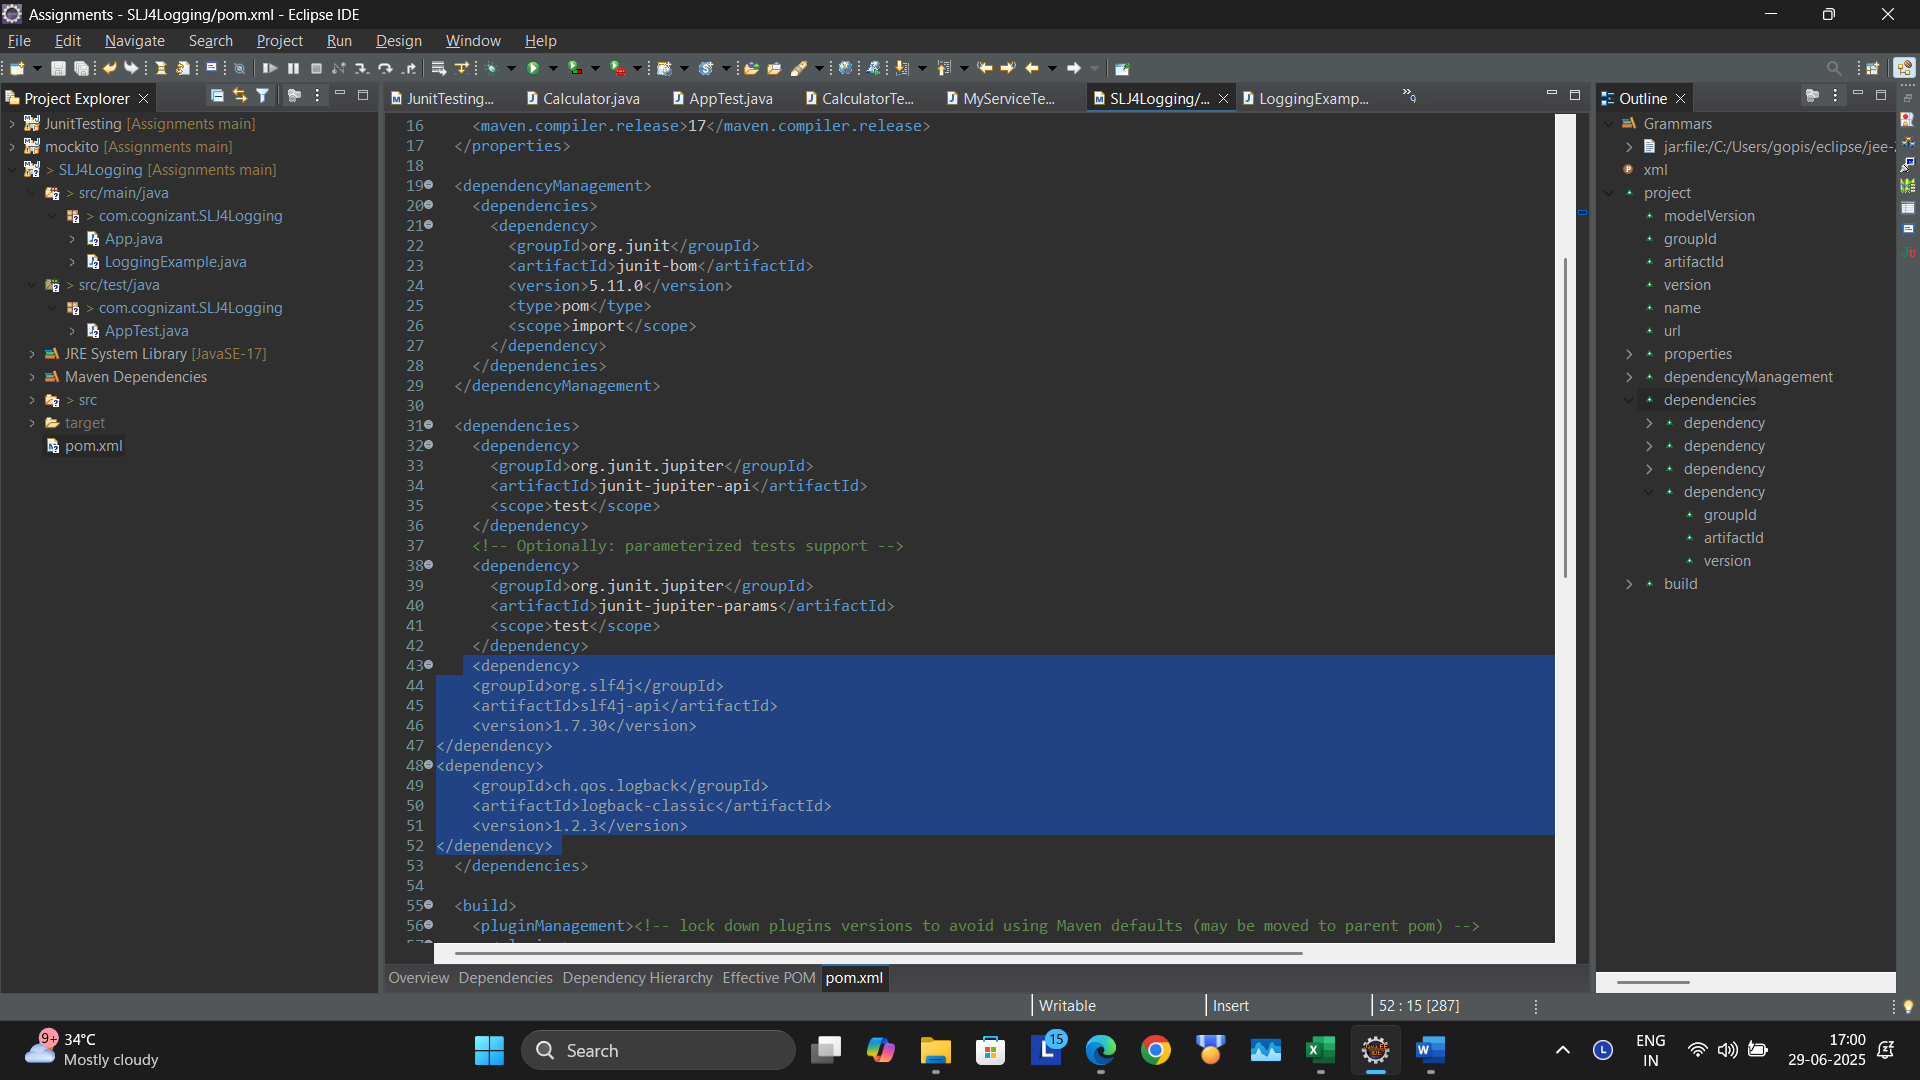 Assignments - SLJ4Logging/pom.xml - Eclipse IDE
File Edit Navigate Search Project Run Design Window Help
Project Explorer
JunitTesting [Assignments main]
mockito [Assignments main]
> SLJ4Logging [Assignments main]
> src/main/java
> com.cognizant.SLJ4Logging
App.java
LoggingExample.java
> src/test/java
> com.cognizant.SLJ4Logging
AppTest.java
JRE System Library [JavaSE-17]
Maven Dependencies
> src
target
pom.xml
JunitTesting... Calculator.java AppTest.java CalculatorTe... MyServiceTe... SLJ4Logging/... LoggingExamp... »9
16 <maven.compiler.release>17</maven.compiler.release>
17 </properties>
18
19 <dependencyManagement>
20 <dependencies>
21 <dependency>
22 <groupId>org.junit</groupId>
23 <artifactId>junit-bom</artifactId>
24 <version>5.11.0</version>
25 <type>pom</type>
26 <scope>import</scope>
27 </dependency>
28 </dependencies>
29 </dependencyManagement>
30
31 <dependencies>
32 <dependency>
33 <groupId>org.junit.jupiter</groupId>
34 <artifactId>junit-jupiter-api</artifactId>
35 <scope>test</scope>
36 </dependency>
37 <!-- Optionally: parameterized tests support -->
38 <dependency>
39 <groupId>org.junit.jupiter</groupId>
40 <artifactId>junit-jupiter-params</artifactId>
41 <scope>test</scope>
42 </dependency>
43 <dependency>
44 <groupId>org.slf4j</groupId>
45 <artifactId>slf4j-api</artifactId>
46 <version>1.7.30</version>
47 </dependency>
48 <dependency>
49 <groupId>ch.qos.logback</groupId>
50 <artifactId>logback-classic</artifactId>
51 <version>1.2.3</version>
52 </dependency>
53 </dependencies>
54
55 <build>
56 <pluginManagement><!-- lock down plugins versions to avoid using Maven defaults (may be moved to parent pom) -->
Overview Dependencies Dependency Hierarchy Effective POM pom.xml
Outline
Grammars
jar:file:/C:/Users/gopis/eclipse/jee-
xml
project
modelVersion
groupId
artifactId
version
name
url
properties
dependencyManagement
dependencies
dependency
dependency
dependency
dependency
groupId
artifactId
version
build
Writable Insert 52 : 15 [287]
9+ 34°C
Mostly cloudy
Search
15
ENG
IN
17:00
29-06-2025